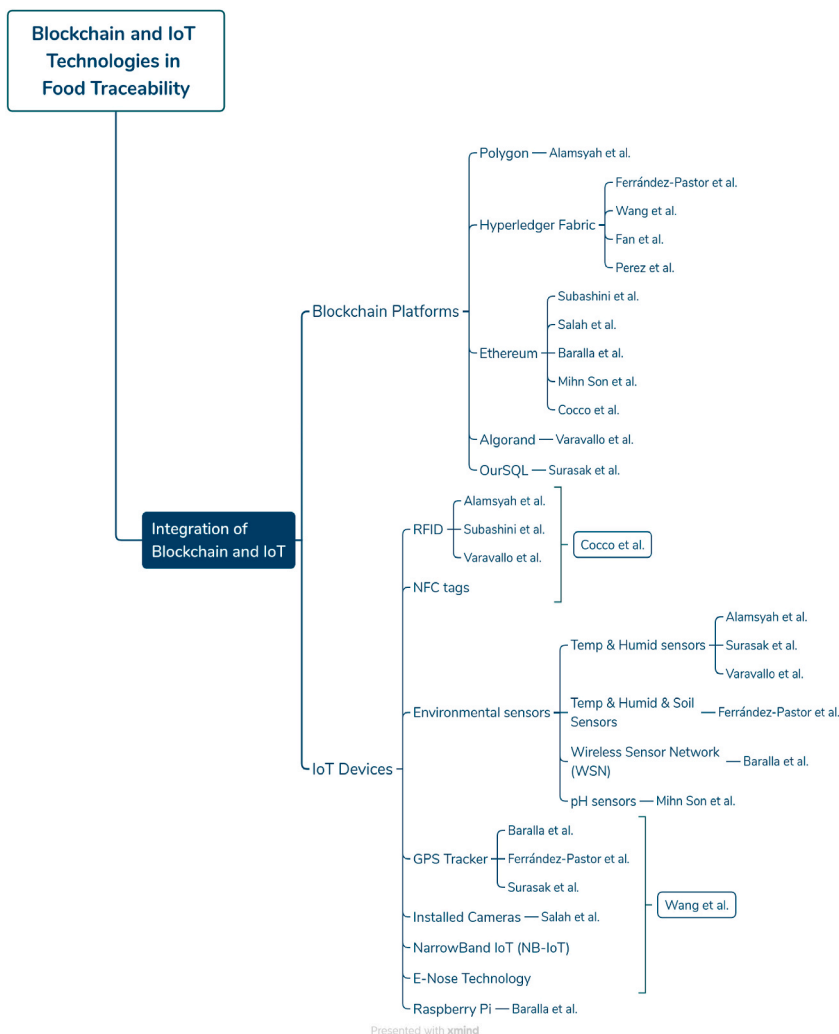 Blockchain and IoT
Technologies in
Food Traceability
Integration of
Blockchain and IoT
Blockchain Platforms
Polygon
Alamsyah et al.
Hyperledger Fabric
Ferrández-Pastor et al.
Wang et al.
Fan et al.
Perez et al.
Ethereum
Subashini et al.
Salah et al.
Baralla et al.
Mihn Son et al.
Cocco et al.
Algorand
Varavallo et al.
OurSQL
Surasak et al.
IoT Devices
RFID
Alamsyah et al.
Subashini et al.
Varavallo et al.
NFC tags
Cocco et al.
Environmental sensors
Temp & Humid sensors
Alamsyah et al.
Surasak et al.
Varavallo et al.
Temp & Humid & Soil
Sensors
Ferrández-Pastor et al.
Wireless Sensor Network
(WSN)
Baralla et al.
pH sensors
Mihn Son et al.
GPS Tracker
Baralla et al.
Ferrández-Pastor et al.
Surasak et al.
Installed Cameras
Salah et al.
NarrowBand IoT (NB-IoT)
E-Nose Technology
Wang et al.
Raspberry Pi
Baralla et al.
Presented with xmind